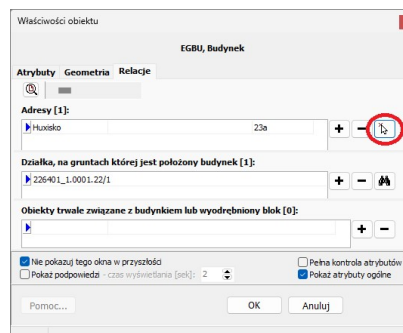 Właściwości obiektu
EGBU, Budynek
Atrybuty Geometria Relacje
Adresy [1]:
Huxisko 23a
Działka, na gruntach której jest położony budynek [1]:
226401_1.0001.22/1
Obiekty trwale związane z budynkiem lub wyodrębniony blok [0]:
Nie pokazuj tego okna w przyszłości
Pełna kontrola atrybutów
Pokaż podpowiedzi - czas wyświetlania [sek]: 2
Pokaż atrybuty ogólne
Pomoc... OK Anuluj